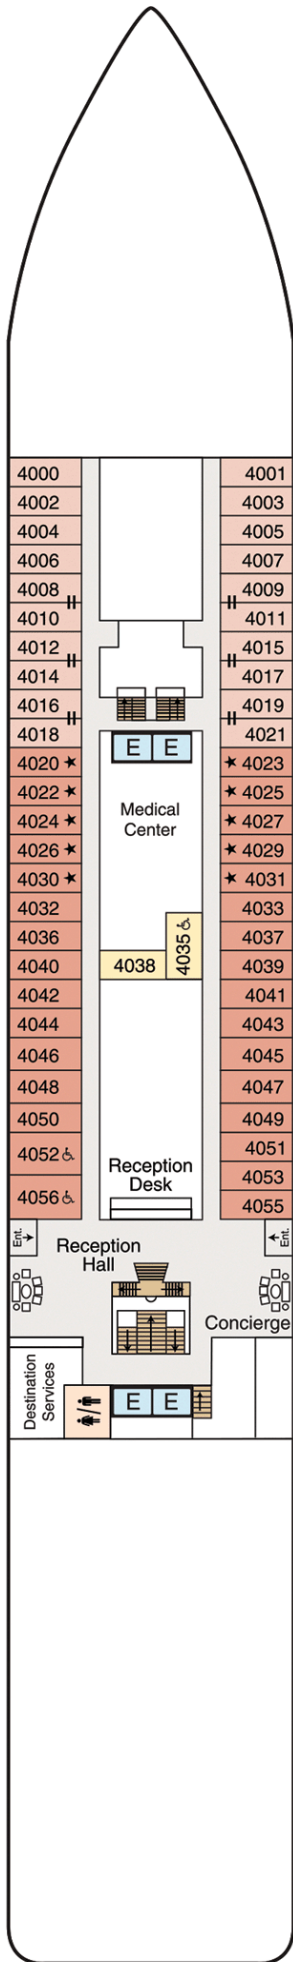 4000 4001
4002 4003
4004 4005
4006 4007
4008 4009
4010 4011
4012 4015
4014 4017
4016 4019
4018 4021
E E
4020 ★ ★ 4023
4022 ★ ★ 4025
Medical
Center
4024 ★ ★ 4027
4026 ★ ★ 4029
4030 ★ ★ 4031
4032 4033
4036 4037
4035
4038
4040 4039
4042 4041
4044 4043
4046 4045
4048 4047
4050 4049
4052 4051
4053
4056 4055
Reception
Desk
Ent. Ent.
Reception
Hall
Concierge
Destination
Services
E E